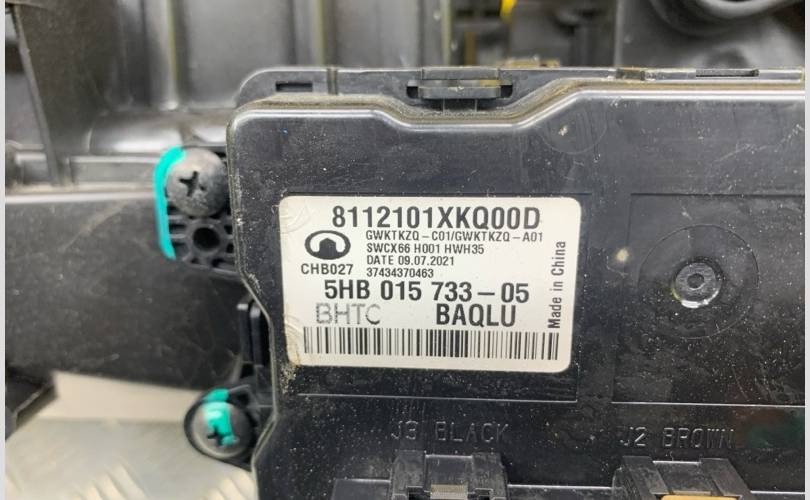 8112101XKQ00D
GWKTKZQ-C01/GWKTKZQ-A01
SWCX66 H001 HWH35
DATE 09.07.2021
CHB027 37434370463
5HB 015 733-05
BHTC BAQLU
Made in China
J3 BLACK
J2 BROWN